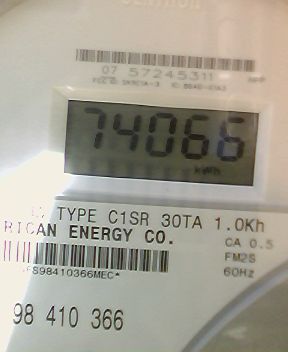 07 57245311
74066
kWh
TYPE C1SR 30TA 1.0Kh
RICAN ENERGY CO.
CA 0.5
FM2S
60Hz
S98410366MEC*
98 410 366